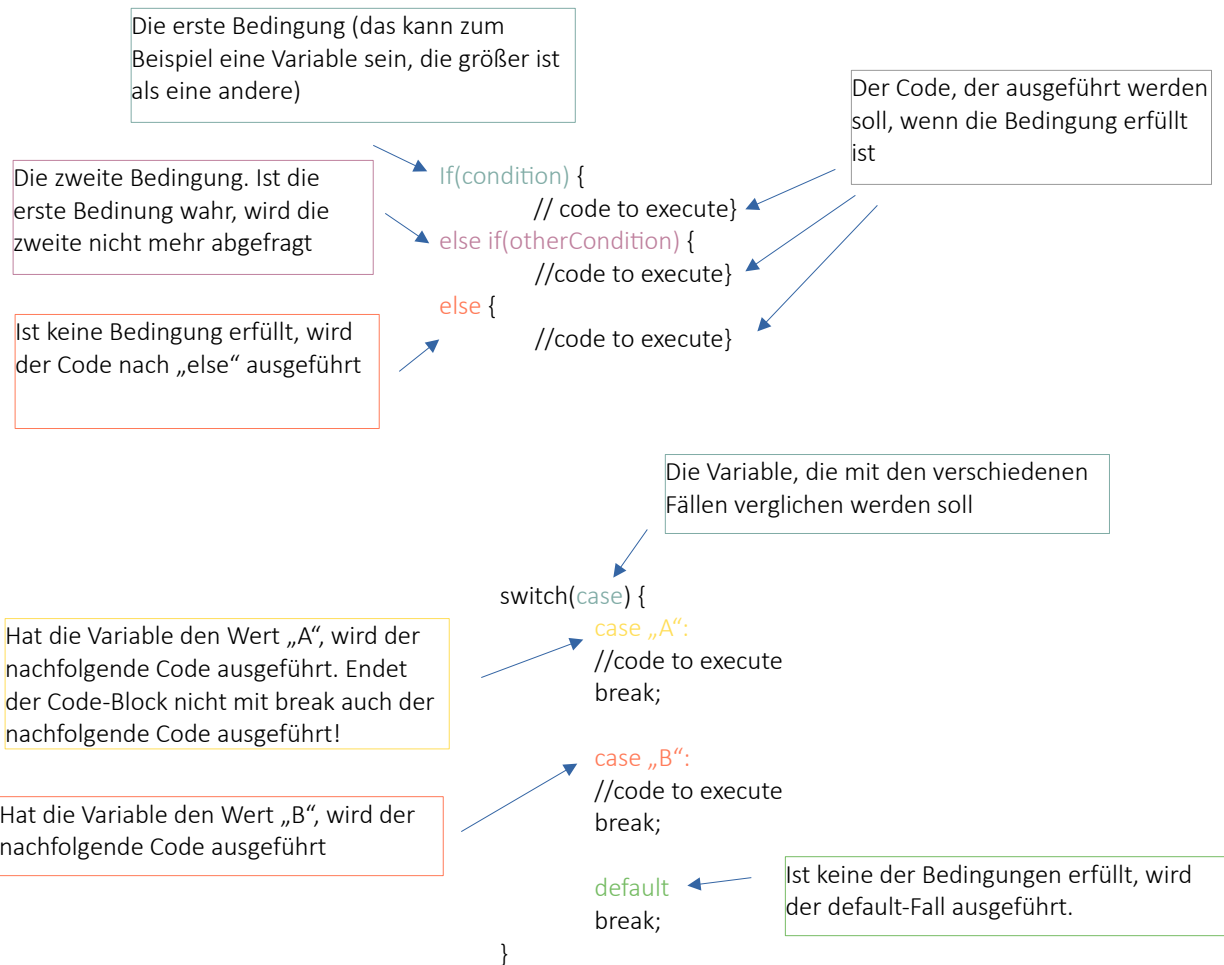 Die erste Bedingung (das kann zum
Beispiel eine Variable sein, die größer ist
als eine andere)
Der Code, der ausgeführt werden
soll, wenn die Bedingung erfüllt
ist
Die zweite Bedingung. Ist die
erste Bedinung wahr, wird die
zweite nicht mehr abgefragt
If(condition) {
// code to execute}
else if(otherCondition) {
//code to execute}
else {
//code to execute}
Ist keine Bedingung erfüllt, wird
der Code nach „else“ ausgeführt
Die Variable, die mit den verschiedenen
Fällen verglichen werden soll
switch(case) {
case „A“:
//code to execute
break;
Hat die Variable den Wert „A“, wird der
nachfolgende Code ausgeführt. Endet
der Code-Block nicht mit break auch der
nachfolgende Code ausgeführt!
case „B“:
//code to execute
break;
Hat die Variable den Wert „B“, wird der
nachfolgende Code ausgeführt
default
break;
}
Ist keine der Bedingungen erfüllt, wird
der default-Fall ausgeführt.